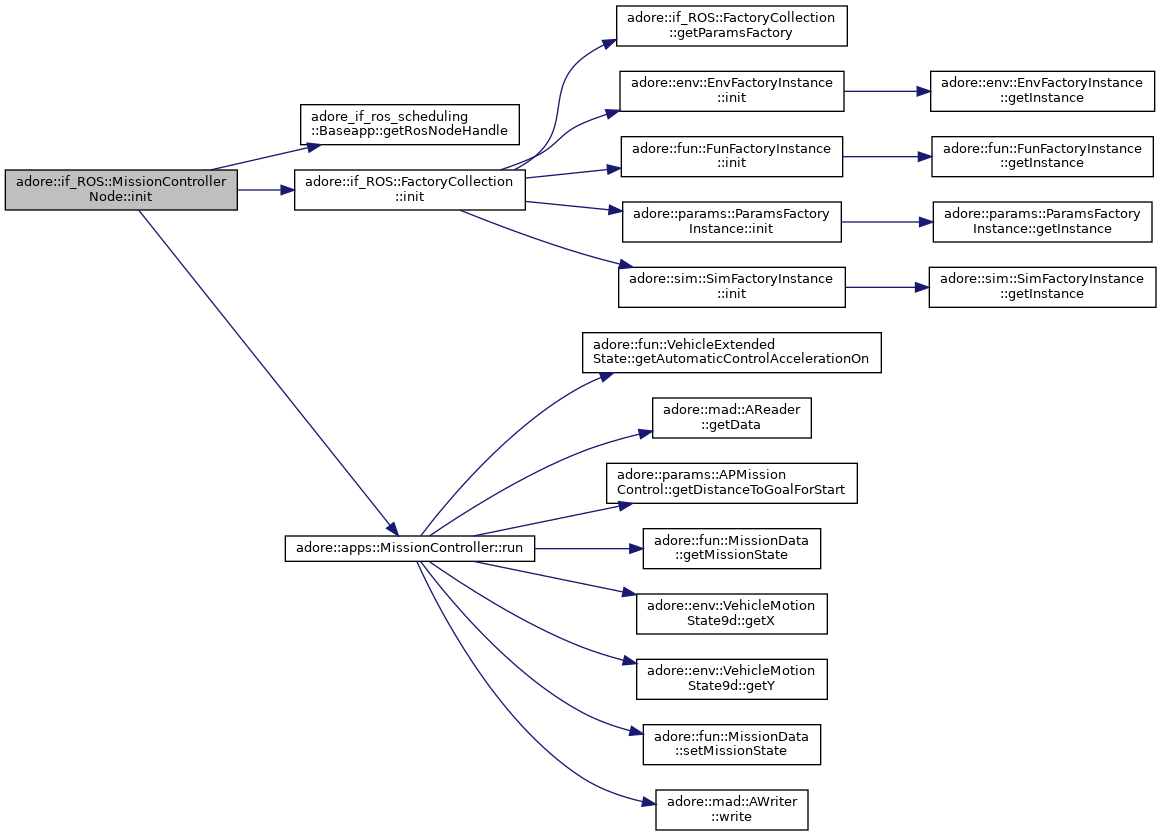 adore::if_ROS::FactoryCollection
::getParamsFactory
adore::env::EnvFactoryInstance
::init
adore::env::EnvFactoryInstance
::getInstance
adore_if_ros_scheduling
::Baseapp::getRosNodeHandle
adore::fun::FunFactoryInstance
::init
adore::fun::FunFactoryInstance
::getInstance
adore::if_ROS::MissionController
Node::init
adore::if_ROS::FactoryCollection
::init
adore::params::ParamsFactory
Instance::init
adore::params::ParamsFactory
Instance::getInstance
adore::sim::SimFactoryInstance
::init
adore::sim::SimFactoryInstance
::getInstance
adore::fun::VehicleExtended
State::getAutomaticControlAccelerationOn
adore::mad::AReader
::getData
adore::params::APMission
Control::getDistanceToGoalForStart
adore::apps::MissionController::run
adore::fun::MissionData
::getMissionState
adore::env::VehicleMotion
State9d::getX
adore::env::VehicleMotion
State9d::getY
adore::fun::MissionData
::setMissionState
adore::mad::AWriter
::write